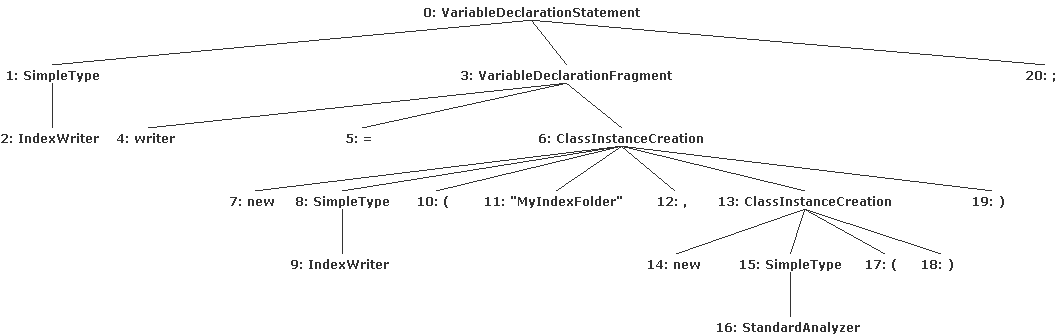 0: VariableDeclarationStatement
1: SimpleType 3: VariableDeclarationFragment 20: ;
2: IndexWriter 4: writer 5: = 6: ClassInstanceCreation
7: new 8: SimpleType 10: ( 11: "MyIndexFolder" 12: , 13: ClassInstanceCreation 19: )
9: IndexWriter 14: new 15: SimpleType 17: ( 18: )
16: StandardAnalyzer